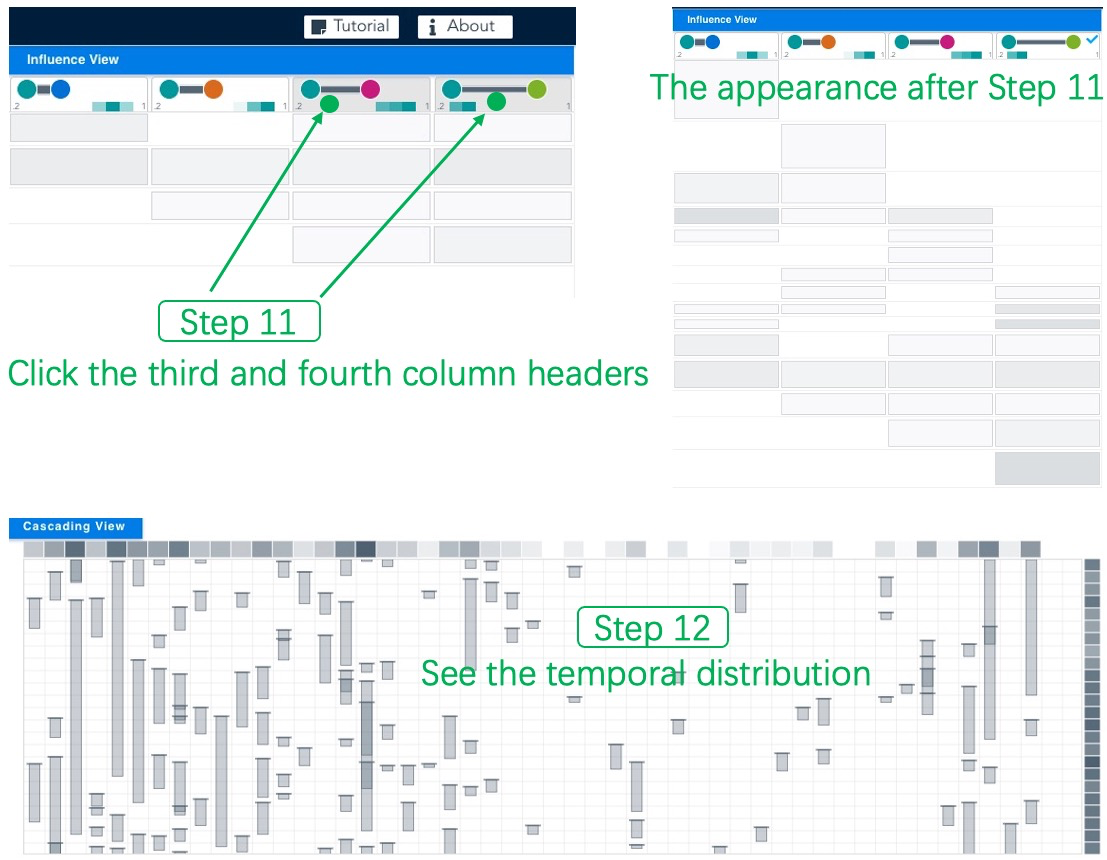 Tutorial
About
Influence View
.2 1 .2 1 .2 1 .2 1
Step 11
Click the third and fourth column headers
Influence View
.2 1 .2 1 .2 1 .2 1
The appearance after Step 11
Cascading View
Step 12
See the temporal distribution